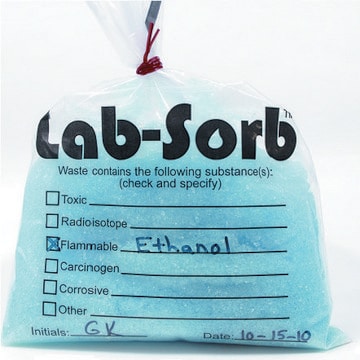 Lab-Sorb™
Waste contains the following substance(s):
(check and specify)
Toxic
Radioisotope
Flammable Ethanol
Carcinogen
Corrosive
Other
Initials: GK Date: 10-15-10